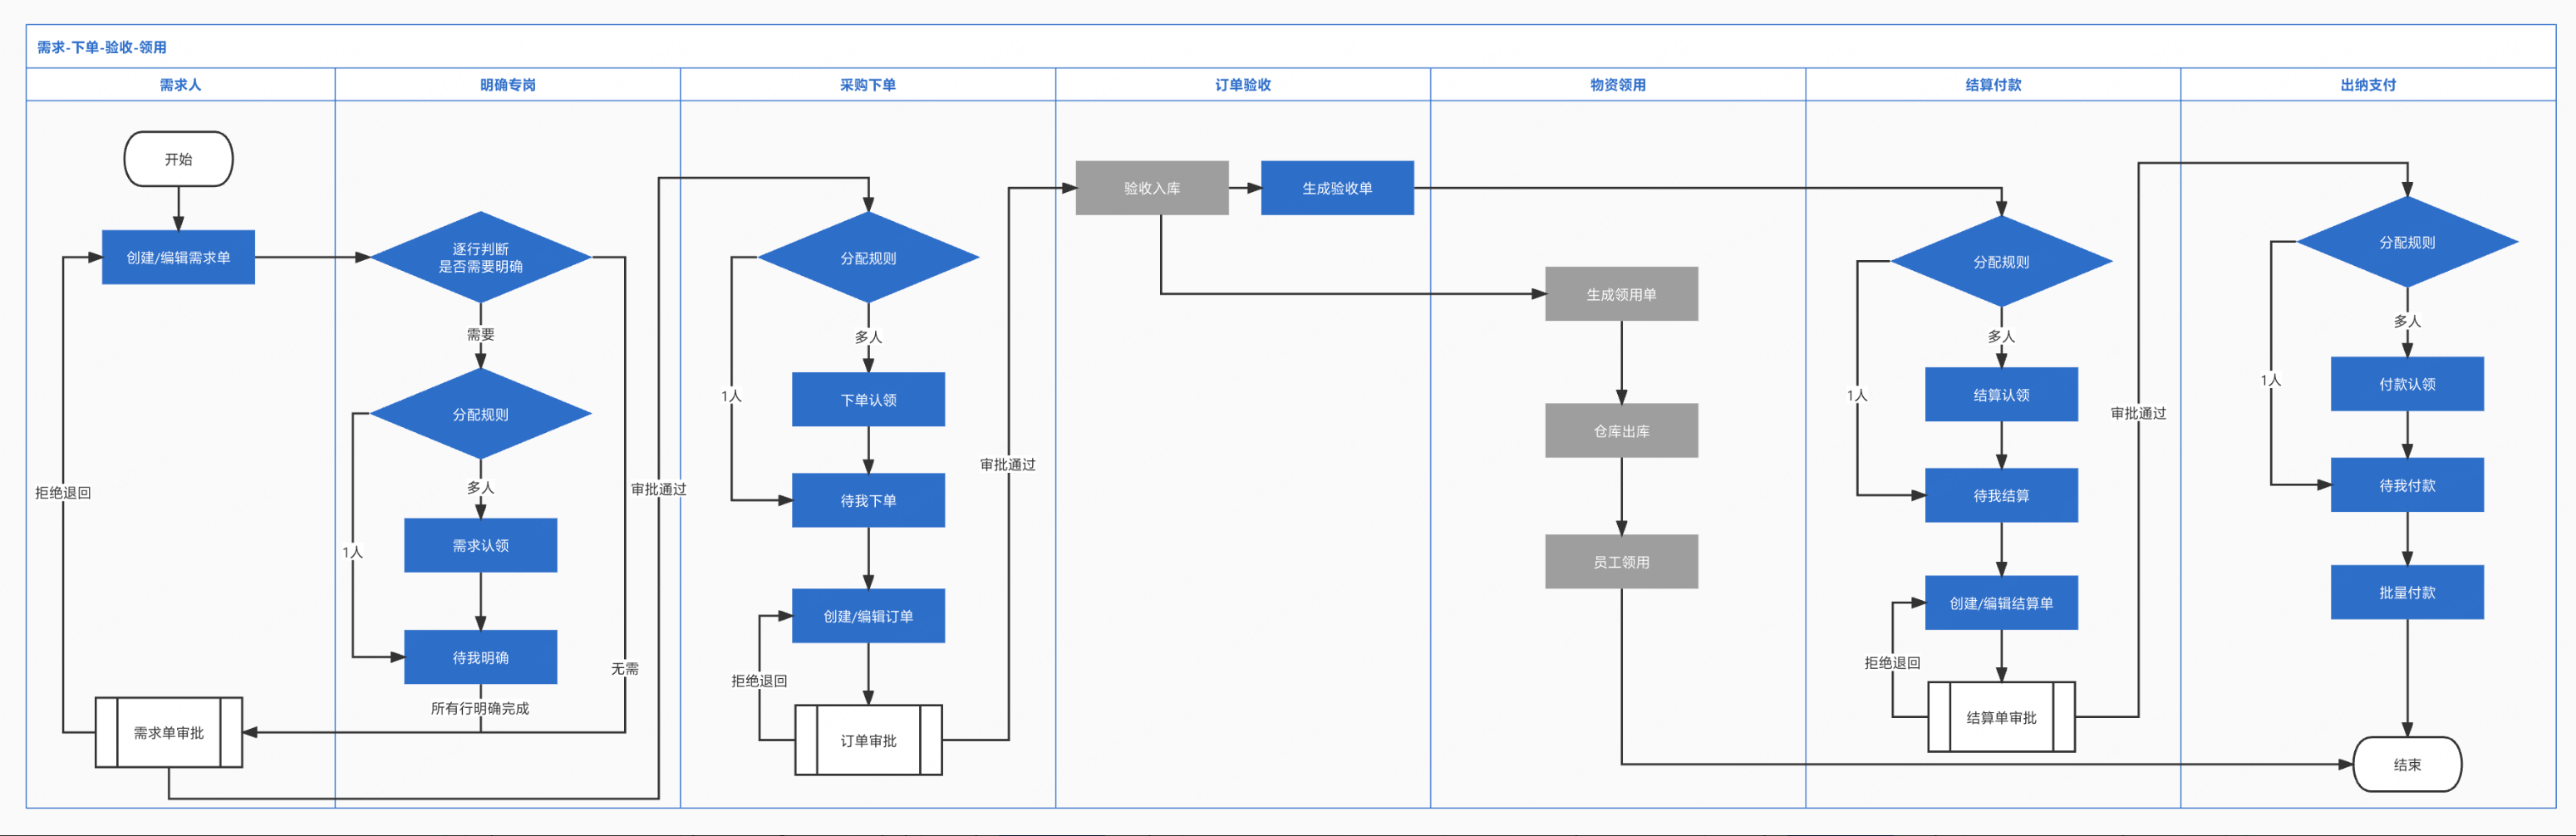 需求-下单-验收-领用
需求人
明确专岗
采购下单
订单验收
物资领用
结算付款
出纳支付
开始
创建/编辑需求单
拒绝退回
需求单审批
逐行判断
是否需要明确
需要
分配规则
多人
1人
需求认领
待我明确
所有行明确完成
无需
审批通过
分配规则
多人
1人
下单认领
待我下单
创建/编辑订单
拒绝退回
订单审批
审批通过
验收入库
生成验收单
生成领用单
仓库出库
员工领用
分配规则
多人
1人
结算认领
待我结算
创建/编辑结算单
拒绝退回
结算单审批
审批通过
分配规则
多人
1人
付款认领
待我付款
批量付款
结束